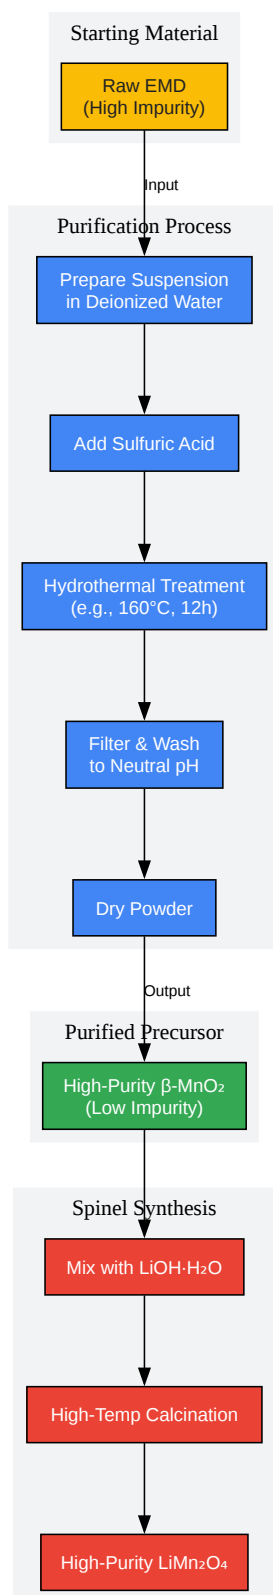 Starting Material
Raw EMD
(High Impurity)
Input
Purification Process
Prepare Suspension
in Deionized Water
Add Sulfuric Acid
Hydrothermal Treatment
(e.g., 160°C, 12h)
Filter & Wash
to Neutral pH
Dry Powder
Output
Purified Precursor
High-Purity β-MnO₂
(Low Impurity)
Spinel Synthesis
Mix with LiOH·H₂O
High-Temp Calcination
High-Purity LiMn₂O₄